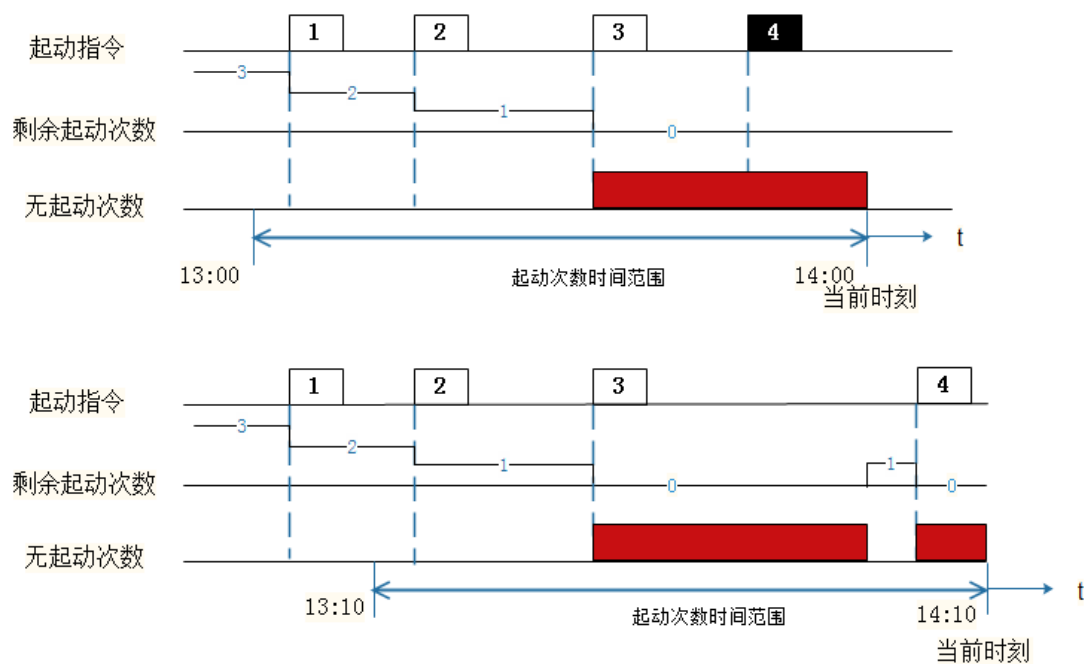 起动指令 1 2 3 4
3 2 1
剩余起动次数 0
无起动次数
t
13:00 起动次数时间范围 14:00
当前时刻
起动指令 1 2 3 4
3 2 1 1
剩余起动次数 0 0
无起动次数
t
13:10 起动次数时间范围 14:10
当前时刻